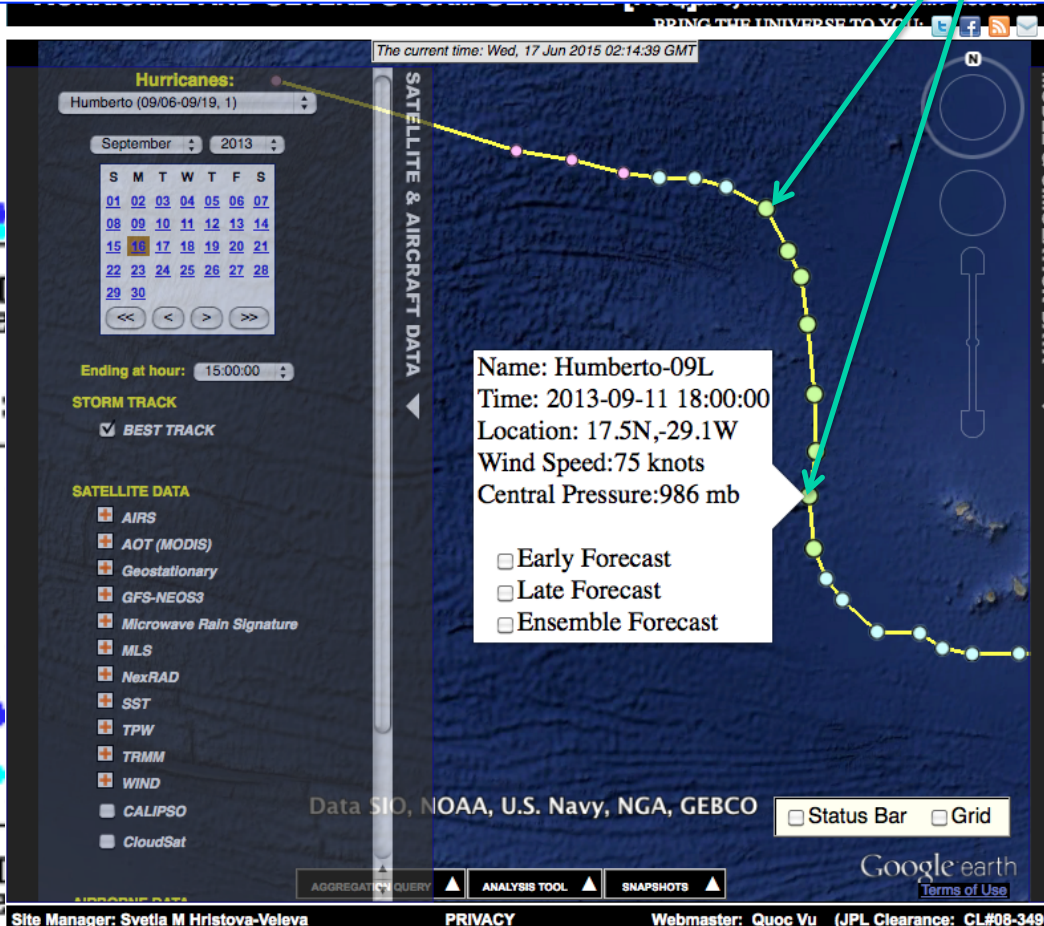 BRING THE UNIVERSE TO YOU:
The current time: Wed, 17 Jun 2015 02:14:39 GMT
N
Hurricanes:
Humberto (09/06-09/19, 1)
September 2013
S M T W T F S
01 02 03 04 05 06 07
08 09 10 11 12 13 14
15 16 17 18 19 20 21
22 23 24 25 26 27 28
29 30
<< < > >>
Ending at hour: 15:00:00
STORM TRACK
BEST TRACK
SATELLITE DATA
AIRS
AOT (MODIS)
Geostationary
GFS-NEOS3
Microwave Rain Signature
MLS
NexRAD
SST
TPW
TRMM
WIND
CALIPSO
CloudSat
SATELLITE & AIRCRAFT DATA
Name: Humberto-09L
Time: 2013-09-11 18:00:00
Location: 17.5N,-29.1W
Wind Speed:75 knots
Central Pressure:986 mb
Early Forecast
Late Forecast
Ensemble Forecast
Data SIO, NOAA, U.S. Navy, NGA, GEBCO
Status Bar Grid
Google earth
Terms of Use
AGGREGATION QUERY ANALYSIS TOOL SNAPSHOTS
Site Manager: Svetla M Hristova-Veleva PRIVACY Webmaster: Quoc Vu (JPL Clearance: CL#08-349